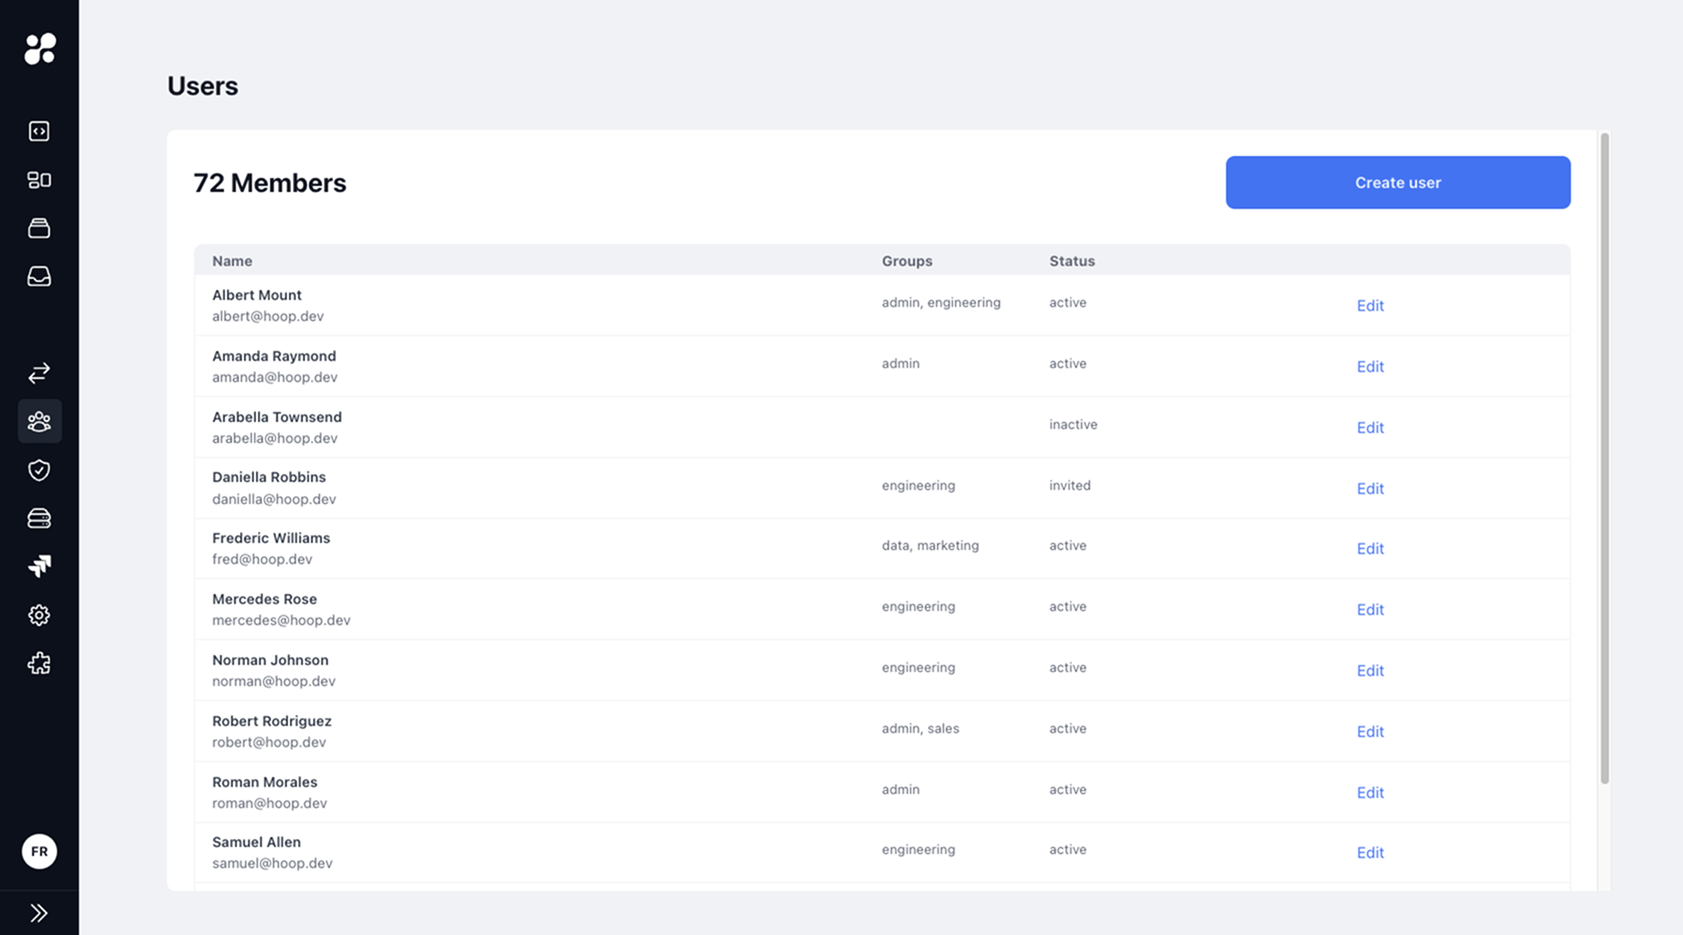 Users
72 Members
Create user
Name Groups Status
Albert Mount
albert@hoop.dev
admin, engineering active Edit
Amanda Raymond
amanda@hoop.dev
admin active Edit
Arabella Townsend
arabella@hoop.dev
inactive Edit
Daniella Robbins
daniella@hoop.dev
engineering invited Edit
Frederic Williams
fred@hoop.dev
data, marketing active Edit
Mercedes Rose
mercedes@hoop.dev
engineering active Edit
Norman Johnson
norman@hoop.dev
engineering active Edit
Robert Rodriguez
robert@hoop.dev
admin, sales active Edit
Roman Morales
roman@hoop.dev
admin active Edit
Samuel Allen
samuel@hoop.dev
engineering active Edit
FR